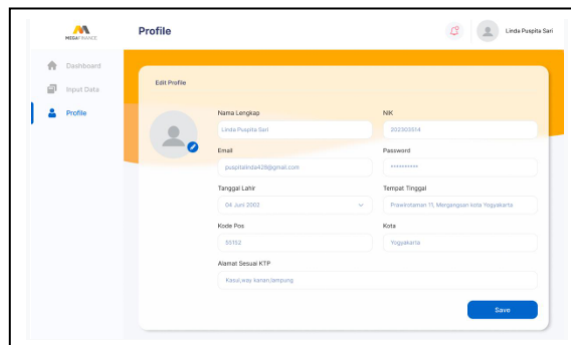 MEGAFINANCE
Profile
Linda Puspita Sari
Dashboard
Input Data
Profile
Edit Profile
Nama Lengkap
NIK
Linda Puspita Sari
202303014
Email
Password
puspitalinda428@gmail.com
**********
Tanggal Lahir
Tempat Tinggal
04 Juni 2002
Prawirotaman 11, Mergangsan kota Yogyakarta
Kode Pos
Kota
55152
Yogyakarta
Alamat Sesuai KTP
Kasui,way kanan,lampung
Save